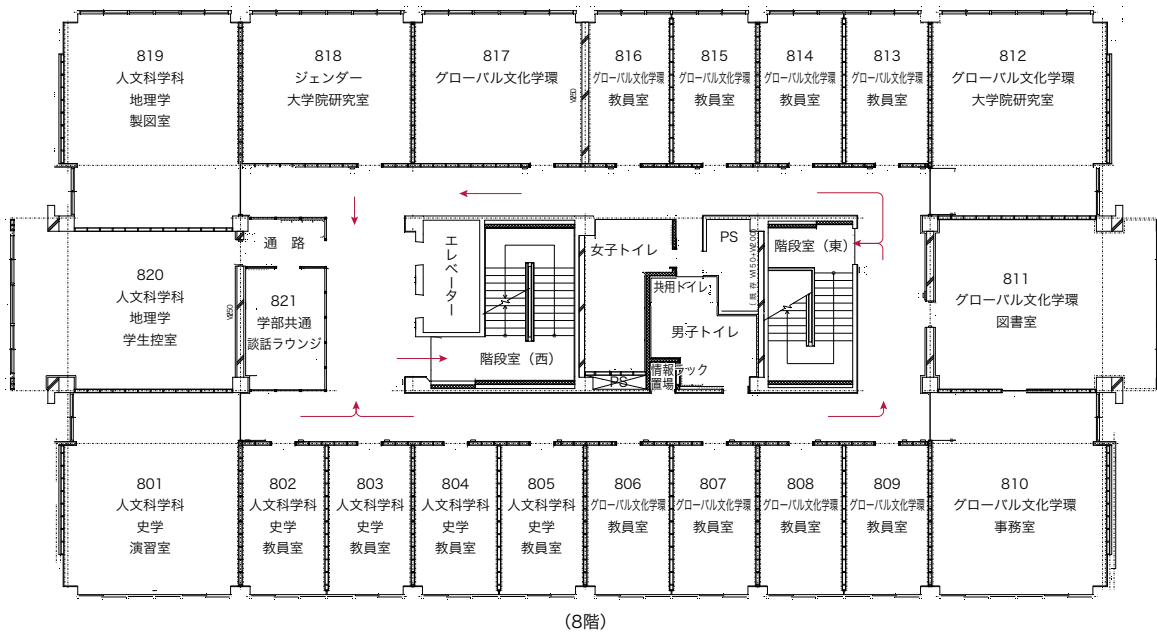 819
人文科学科
地理学
製図室
818
ジェンダー
大学院研究室
817
グローバル文化学環
816
グローバル文化学環
教員室
815
グローバル文化学環
教員室
814
グローバル文化学環
教員室
813
グローバル文化学環
教員室
812
グローバル文化学環
大学院研究室
W250
820
人文科学科
地理学
学生控室
W250
通路
821
学部共通
談話ラウンジ
エレベーター
階段室（西）
女子トイレ
PS
共用トイレ
男子トイレ
情報ラック
置場
PS
(既存W150+W200)
階段室（東）
811
グローバル文化学環
図書室
801
人文科学科
史学
演習室
802
人文科学科
史学
教員室
803
人文科学科
史学
教員室
804
人文科学科
史学
教員室
805
人文科学科
史学
教員室
806
グローバル文化学環
教員室
807
グローバル文化学環
教員室
808
グローバル文化学環
教員室
809
グローバル文化学環
教員室
810
グローバル文化学環
事務室
（8階）